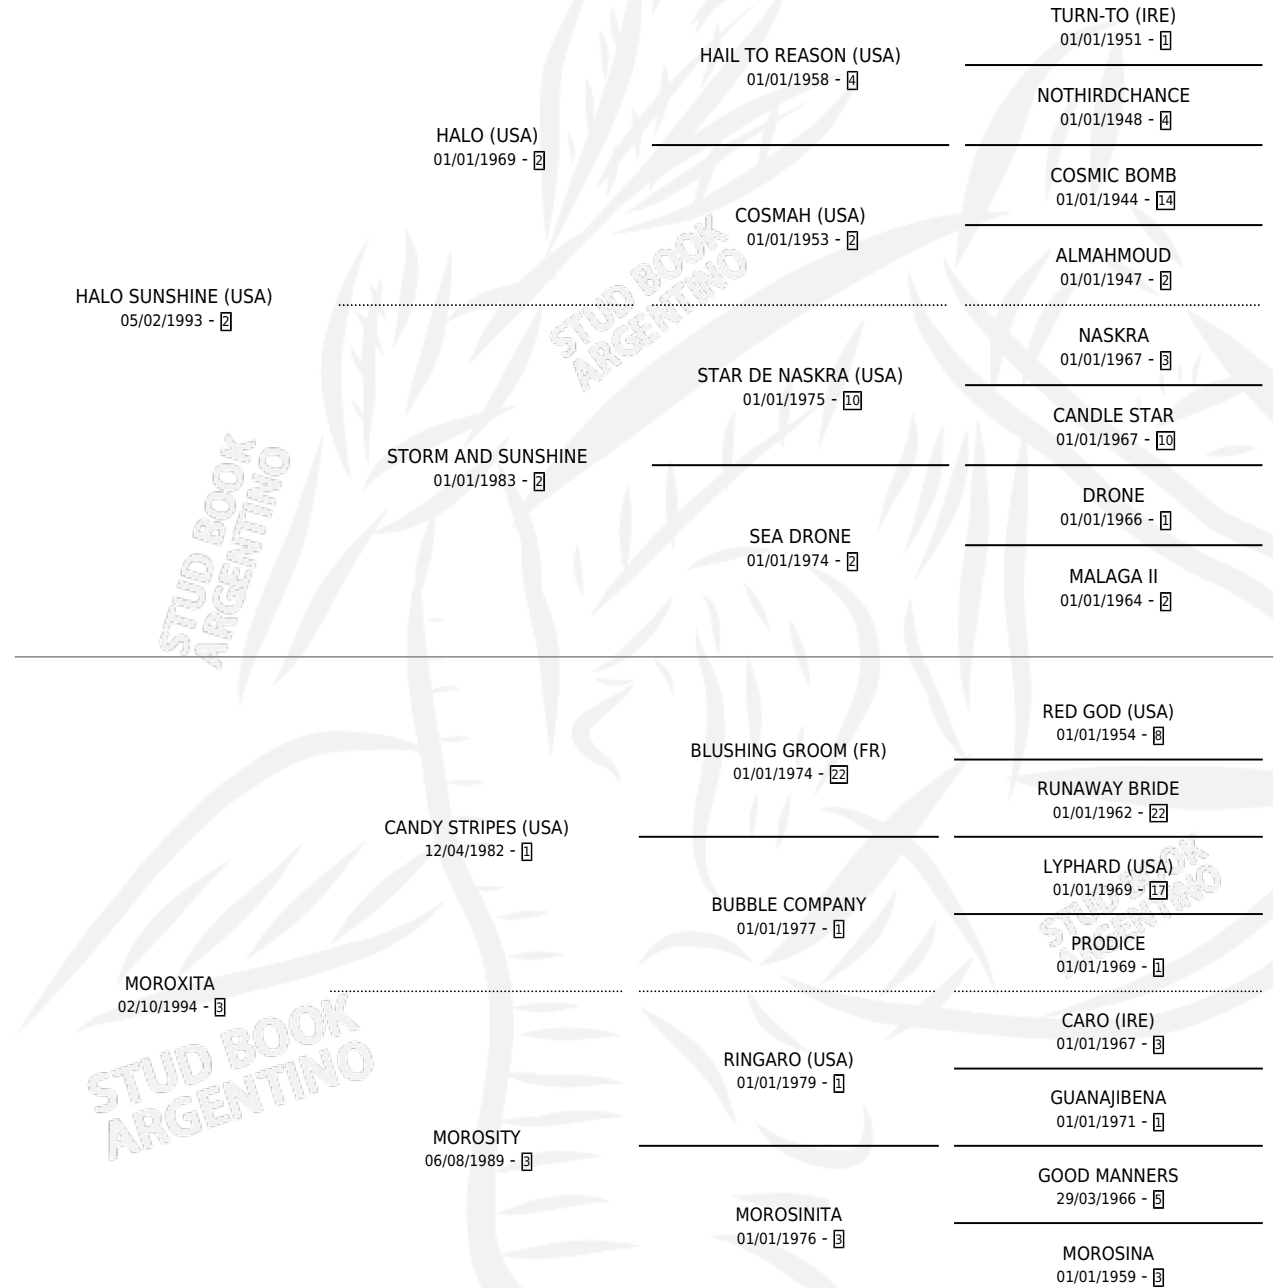 TURN-TO (IRE)
01/01/1951 - 1
HAIL TO REASON (USA)
01/01/1958 - 4
NOTHIRDCHANCE
01/01/1948 - 4
HALO (USA)
01/01/1969 - 2
COSMIC BOMB
01/01/1944 - 14
COSMAH (USA)
01/01/1953 - 2
ALMAHMOUD
01/01/1947 - 2
HALO SUNSHINE (USA)
05/02/1993 - 2
STUD BOOK
ARGENTINO
NASKRA
01/01/1967 - 3
STAR DE NASKRA (USA)
01/01/1975 - 10
CANDLE STAR
01/01/1967 - 10
STORM AND SUNSHINE
01/01/1983 - 2
DRONE
01/01/1966 - 1
SEA DRONE
01/01/1974 - 2
MALAGA II
01/01/1964 - 2
STUD BOOK
ARGENTINO
RED GOD (USA)
01/01/1954 - 8
BLUSHING GROOM (FR)
01/01/1974 - 22
RUNAWAY BRIDE
01/01/1962 - 22
CANDY STRIPES (USA)
12/04/1982 - 1
LYPHARD (USA)
01/01/1969 - 17
BUBBLE COMPANY
01/01/1977 - 1
STUD BOOK
ARGENTINO
PRODICE
01/01/1969 - 1
MOROXITA
02/10/1994 - 3
CARO (IRE)
01/01/1967 - 3
RINGARO (USA)
01/01/1979 - 1
GUANAJIBENA
01/01/1971 - 1
STUD BOOK
ARGENTINO
MOROSITY
06/08/1989 - 3
GOOD MANNERS
29/03/1966 - 5
MOROSINITA
01/01/1976 - 3
MOROSINA
01/01/1959 - 3